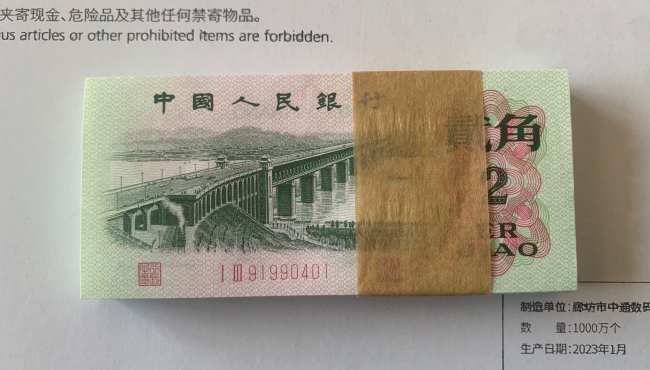 夹寄现金、危险品及其他任何禁寄物品。
us articles or other prohibited items are forbidden.
中國人民銀行
貳角
2
ER
JIAO
I III 91990401
制造单位:廊坊市中通数码
数 量:1000万个
生产日期:2023年1月